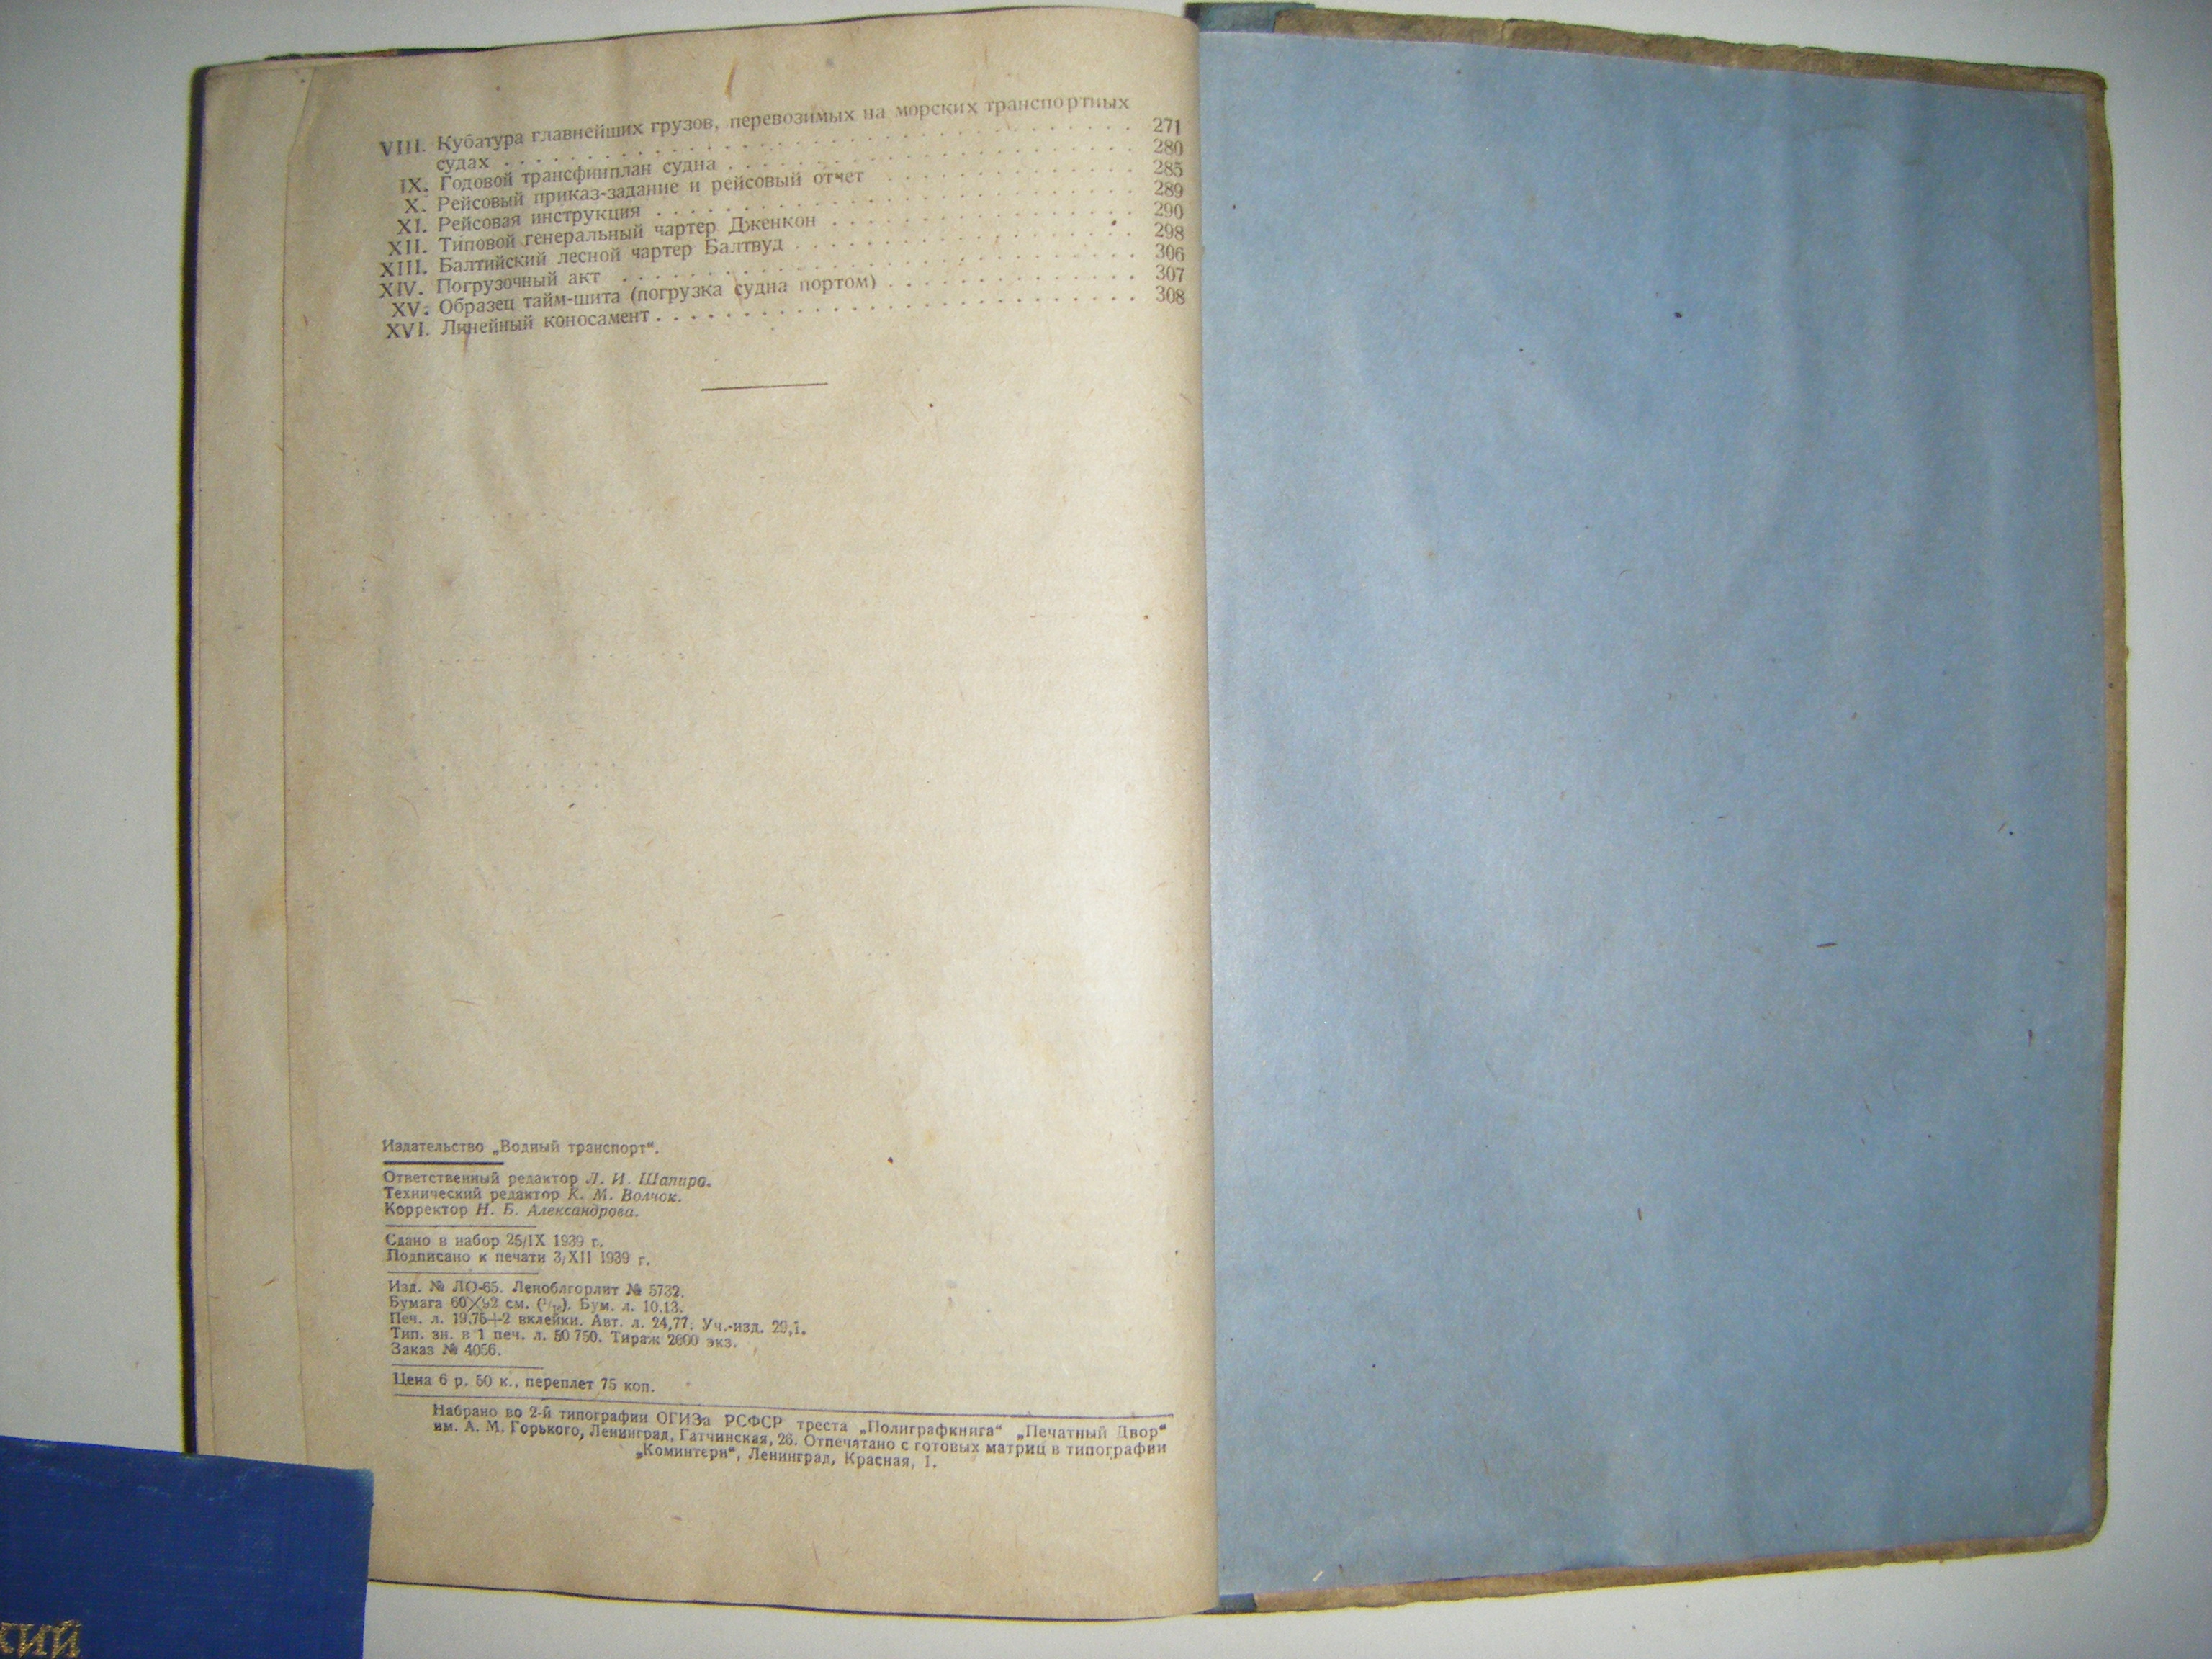 VIII. Кубатура главнейших грузов, перевозимых на морских транспортных
судах . . . . . . . . . . . . . . . . . . . . 271
IX. Годовой трансфинплан судна . . . . . . . . . . . . . . . . . . . . 280
X. Рейсовый приказ-задание и рейсовый отчет . . . . . . . . . . . . 285
XI. Рейсовая инструкция . . . . . . . . . . . . . . . . . . . . 289
XII. Типовой генеральный чартер Дженкон . . . . . . . . . . . . . . 290
XIII. Балтийский лесной чартер Балтвуд . . . . . . . . . . . . . . . . 298
XIV. Погрузочный акт . . . . . . . . . . . . . . . . . . . . 306
XV. Образец тайм-шита (погрузка судна портом) . . . . . . . . . . . . 307
XVI. Линейный коносамент . . . . . . . . . . . . . . . . . . . . 308
Издательство „Водный транспорт“.
Ответственный редактор Л. И. Шапиро.
Технический редактор К. М. Волчок.
Корректор Н. Б. Александрова.
Сдано в набор 25/IX 1939 г.
Подписано к печати 3/XII 1939 г.
Изд. № ЛО-65. Леноблгорлит № 5732.
Бумага 60×92 см. (1/16). Бум. л. 10,13.
Печ. л. 19,75+2 вклейки. Авт. л. 24,77. Уч.-изд. 29,1.
Тип. зн. в 1 печ. л. 50 750. Тираж 2000 экз.
Заказ № 4056.
Цена 6 р. 50 к., переплет 75 коп.
Набрано во 2-й типографии ОГИЗа РСФСР треста „Полиграфкнига“ „Печатный Двор“
им. А. М. Горького, Ленинград, Гатчинская, 26. Отпечатано с готовых матриц в типографии
„Коминтерн“, Ленинград, Красная, 1.
кий